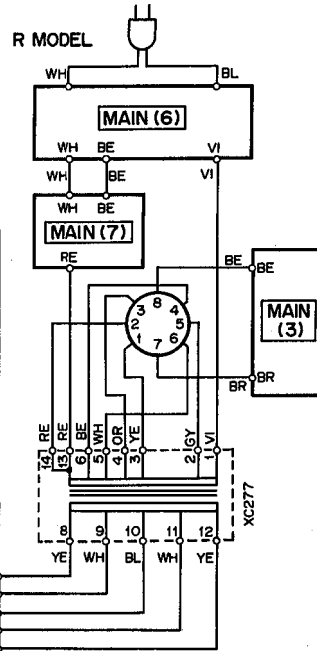 R MODEL
WH BL
MAIN (6)
WH BE VI
WH BE VI
WH BE
MAIN (7)
RE
BE BE
3 8 4
2 5
1 7 6
MAIN
(3)
BR BR
RE RE BE WH OR YE GY VI
14 13 6 5 4 3 2 1
XC277
8 9 10 11 12
YE WH BL WH YE